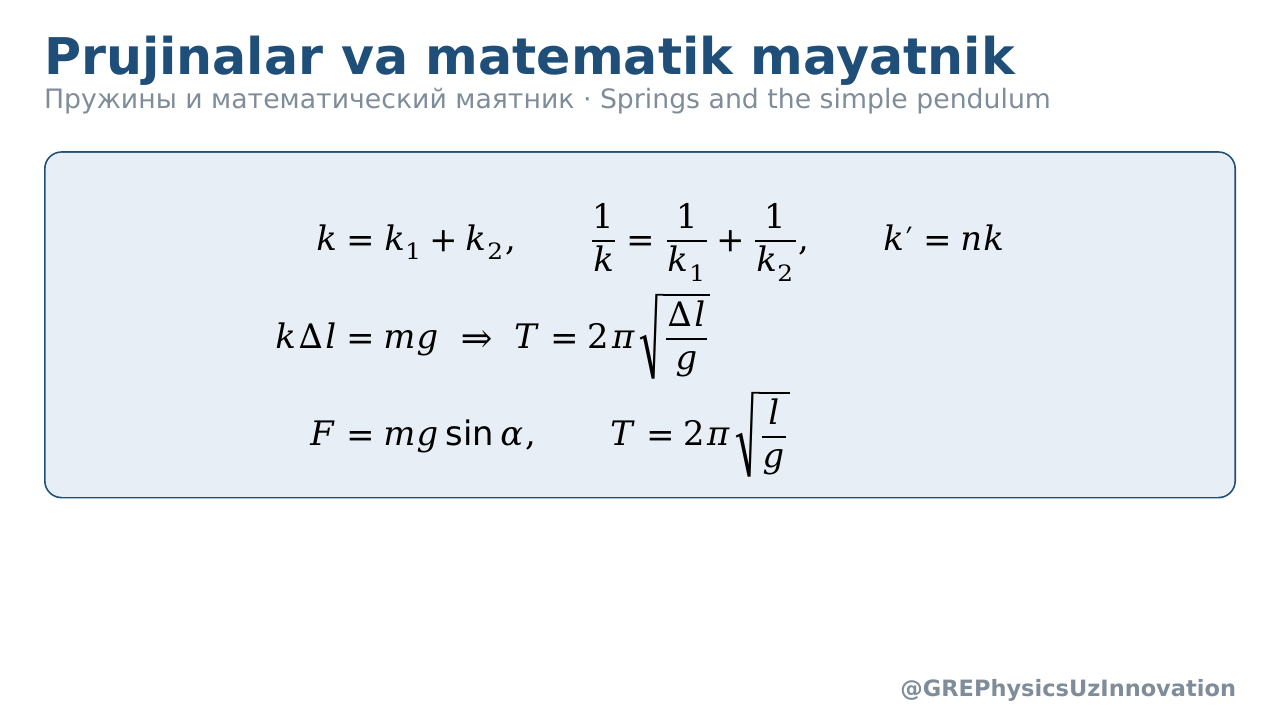 Prujinalar va matematik mayatnik
Пружины и математический маятник · Springs and the simple pendulum
k = k₁ + k₂, 1/k = 1/k₁ + 1/k₂, k′ = nk
kΔl = mg ⇒ T = 2π√(Δl/g)
F = mg sin α, T = 2π√(l/g)
@GREPhysicsUzInnovation